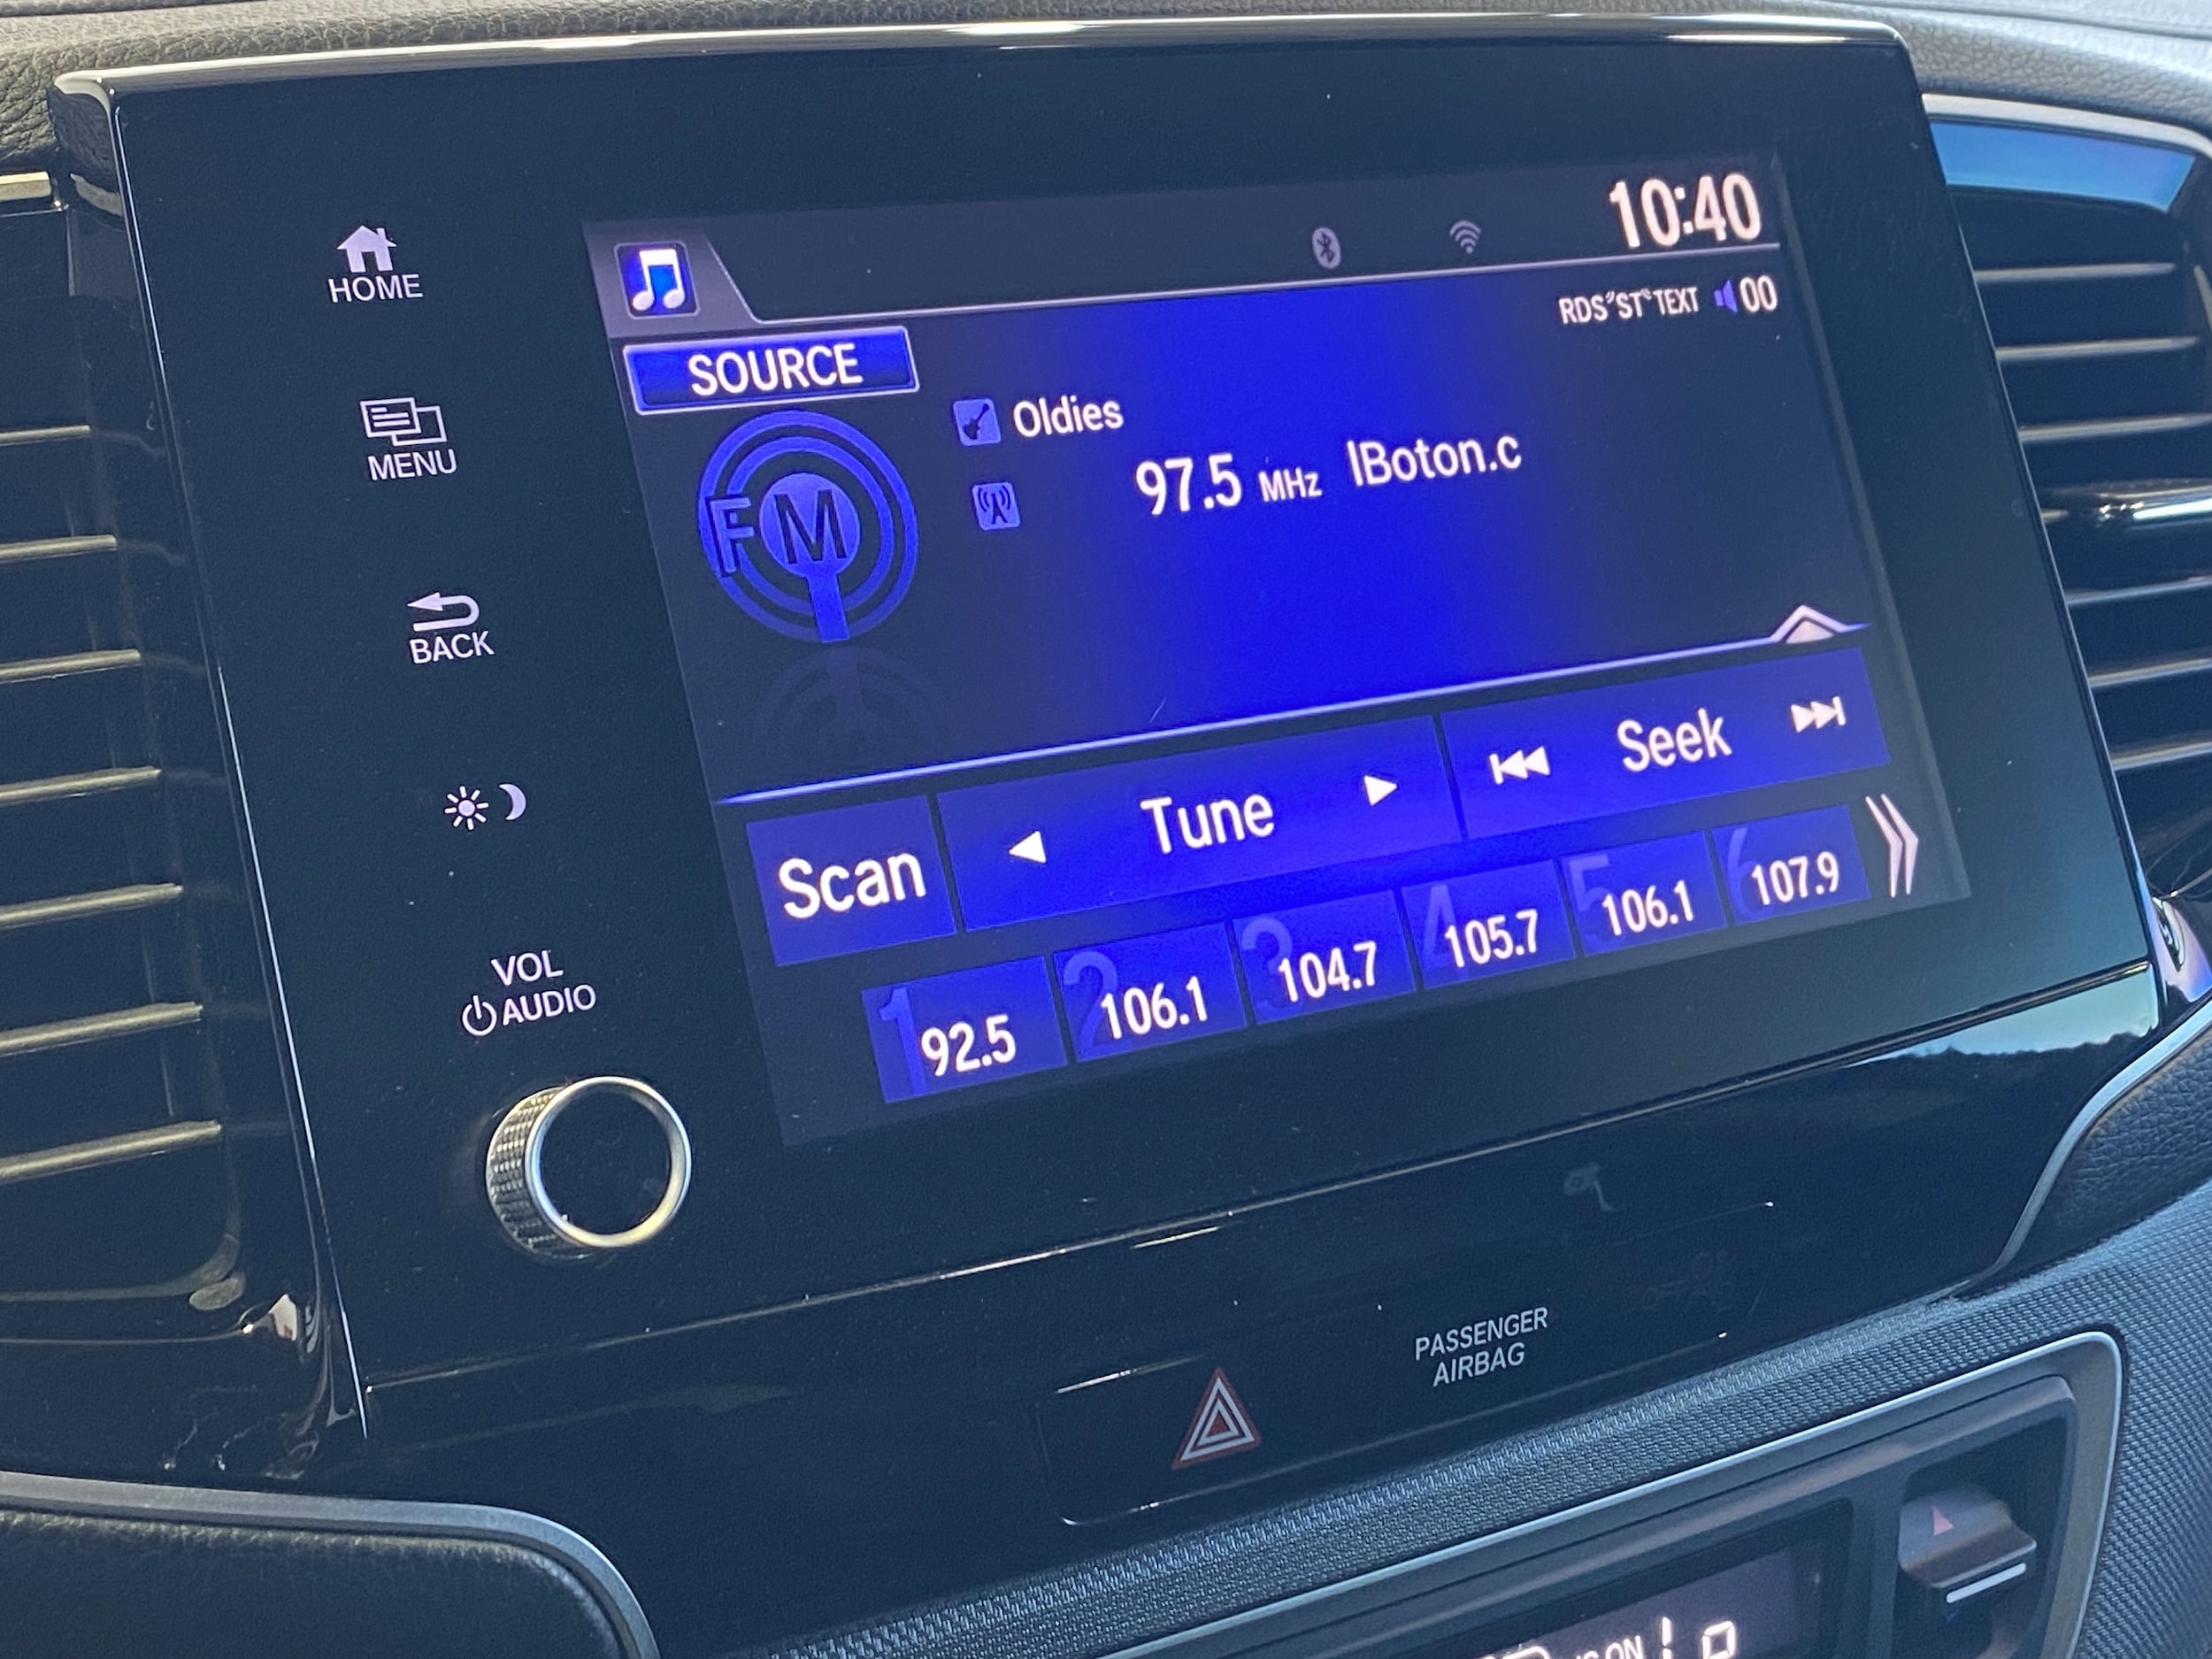 10:40
HOME
RDS ST TEXT 00
SOURCE
Oldies
MENU
97.5 MHz IBoton.c
FM
BACK
Tune
Seek
Scan
1 92.5
2 106.1
3 104.7
4 105.7
5 106.1
6 107.9
VOL
AUDIO
PASSENGER
AIRBAG
ON Lo